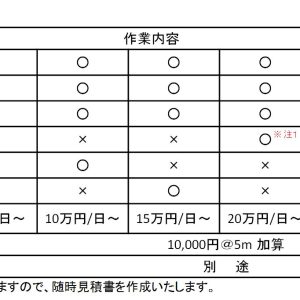 作業内容
〇 〇 〇
〇 〇 〇
〇 〇 〇
× × 〇 ※注1
〇 × ×
× 〇 ×
日～ 10万円/日～ 15万円/日～ 20万円/日～
10,000円＠5m 加算
別　途
ますので、随時見積書を作成いたします。